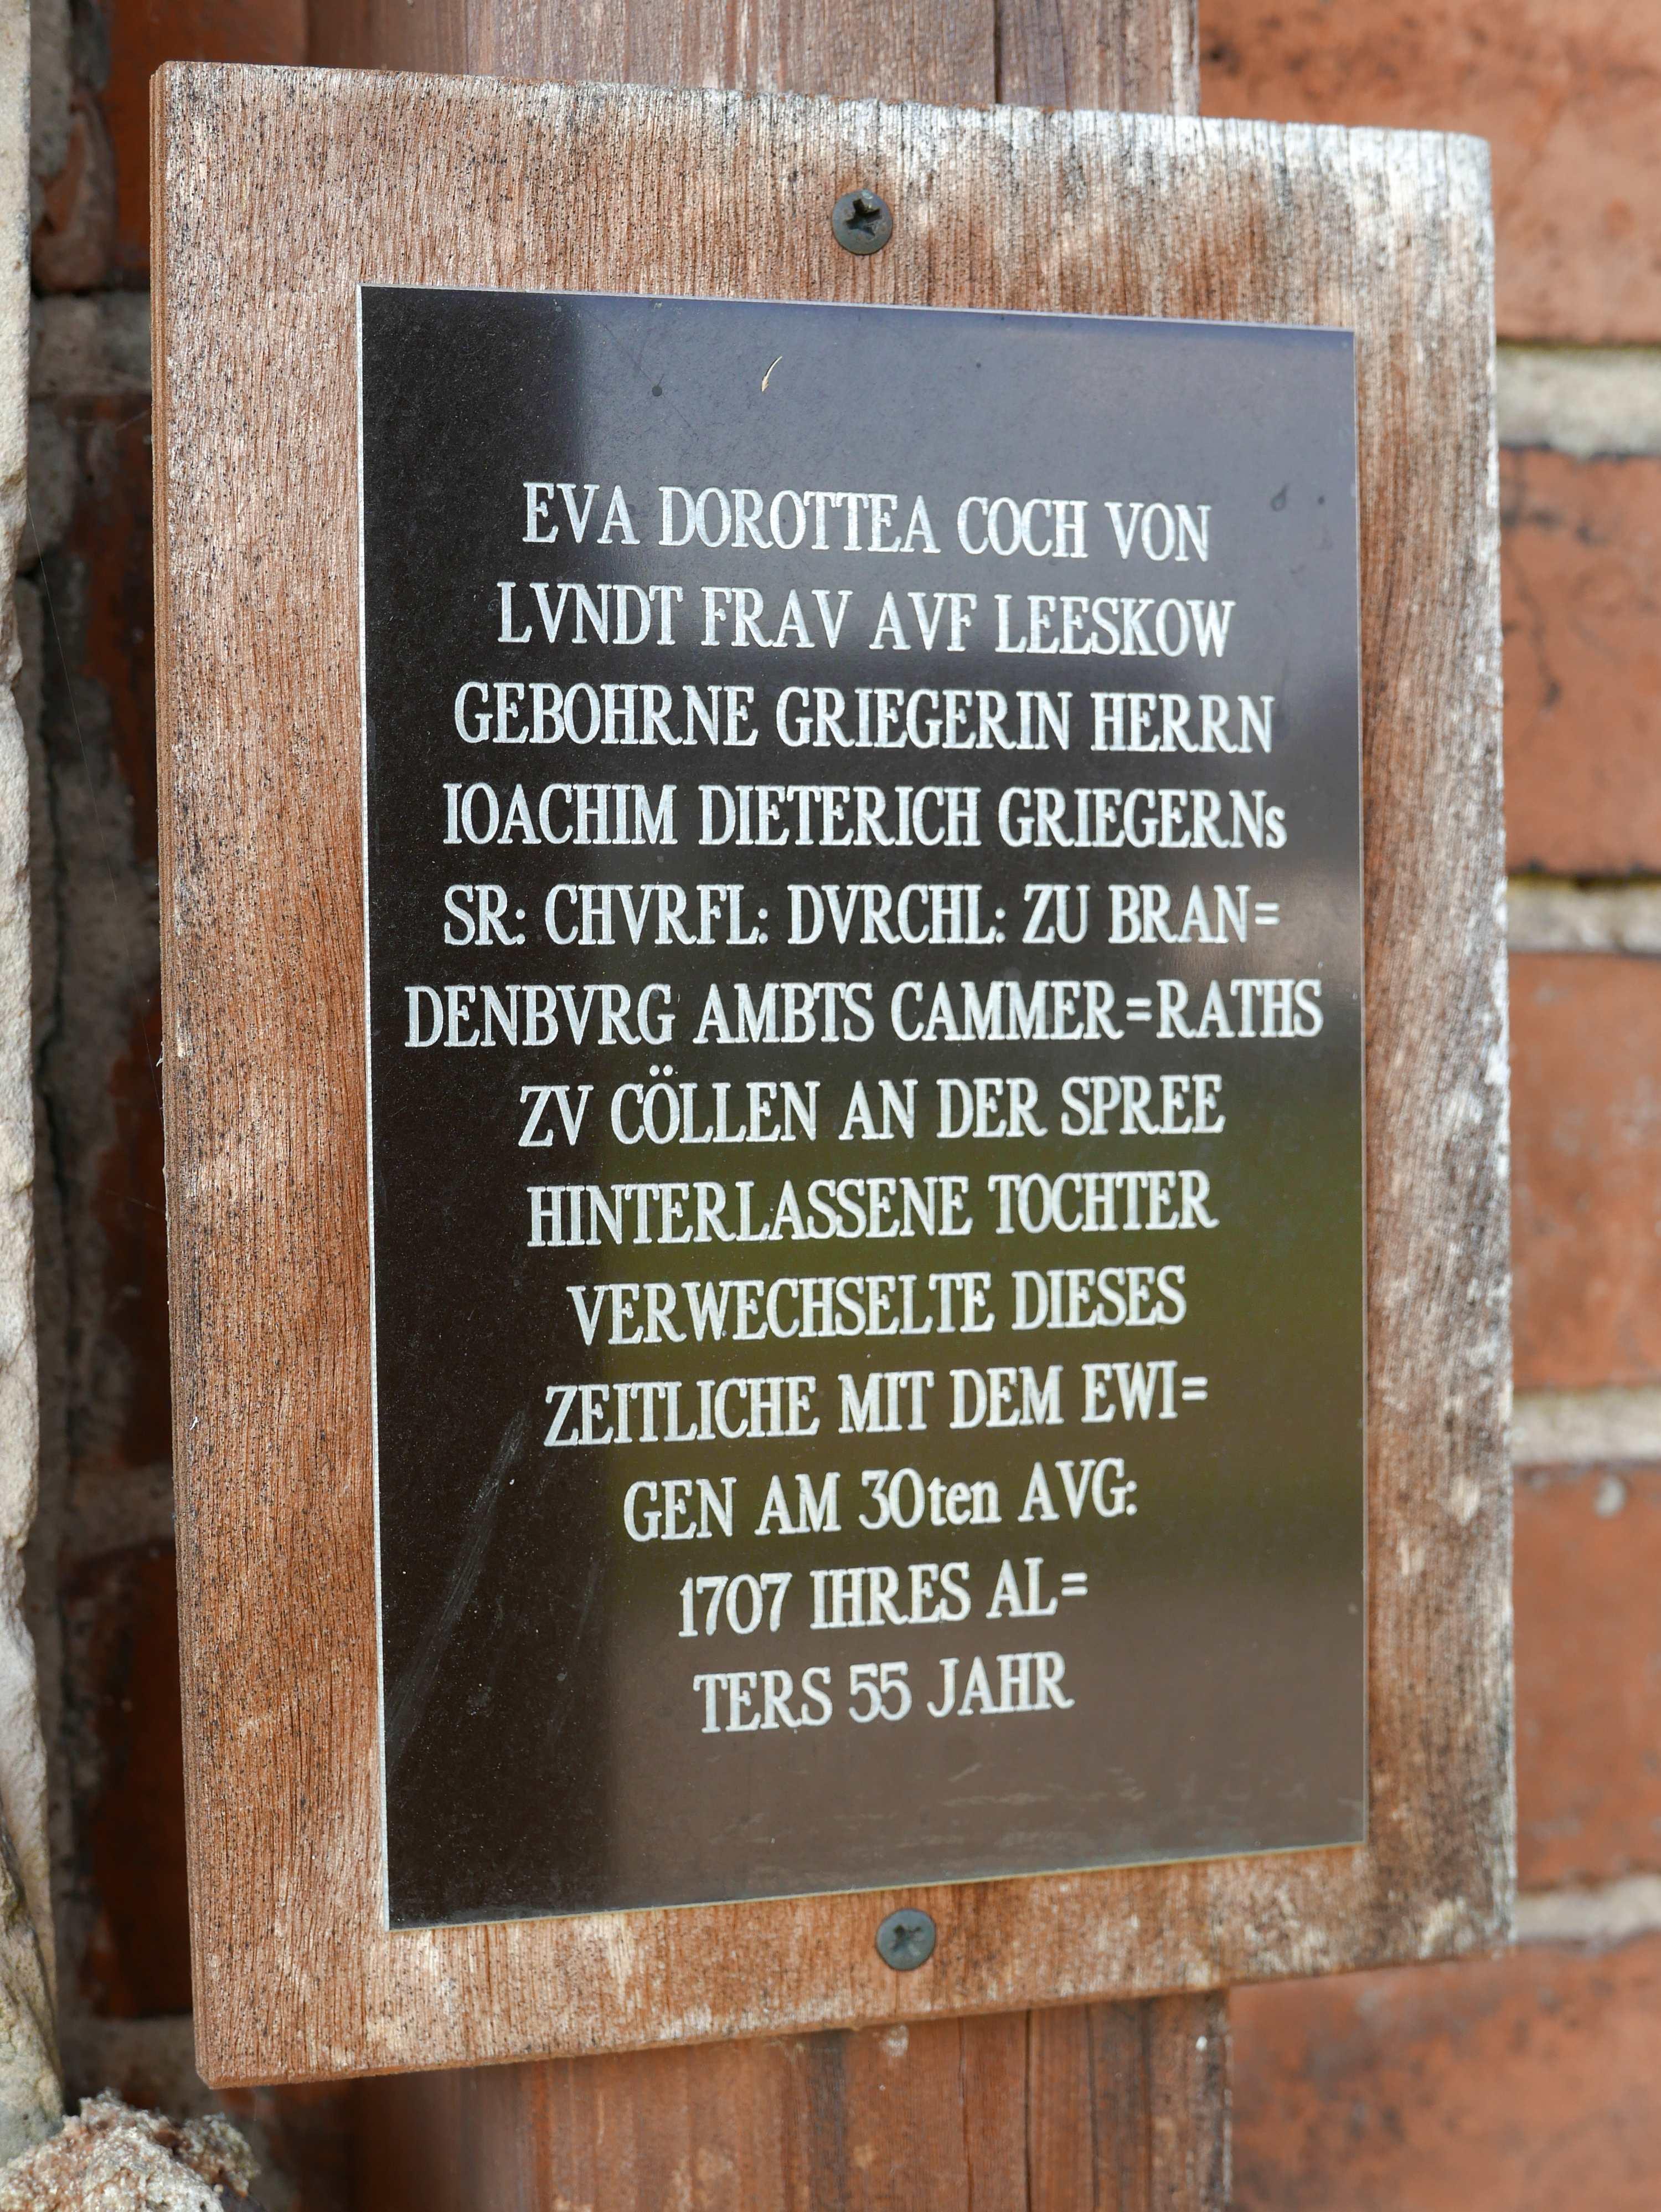 EVA DOROTTEA COCH VON
LVNDT FRAV AVF LEESKOW
GEBOHRNE GRIEGERIN HERRN
IOACHIM DIETERICH GRIEGERNs
SR: CHVRFL: DVRCHL: ZU BRAN=
DENBVRG AMBTS CAMMER=RATHS
ZV CÖLLEN AN DER SPREE
HINTERLASSENE TOCHTER
VERWECHSELTE DIESES
ZEITLICHE MIT DEM EWI=
GEN AM 30ten AVG:
1707 IHRES AL=
TERS 55 JAHR